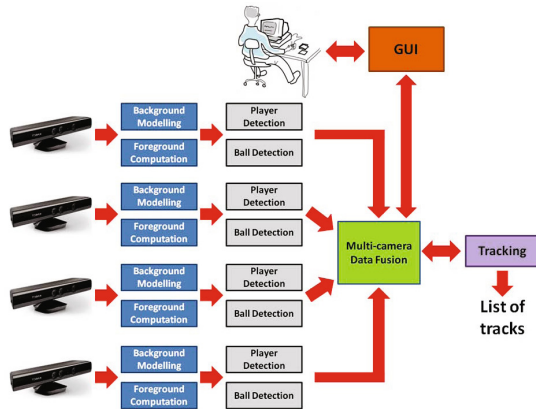 GUI
Background
Modelling
Foreground
Computation
Player
Detection
Ball Detection
Background
Modelling
Foreground
Computation
Player
Detection
Ball Detection
Multi-camera
Data Fusion
Tracking
List of
tracks
Background
Modelling
Foreground
Computation
Player
Detection
Ball Detection
Background
Modelling
Foreground
Computation
Player
Detection
Ball Detection